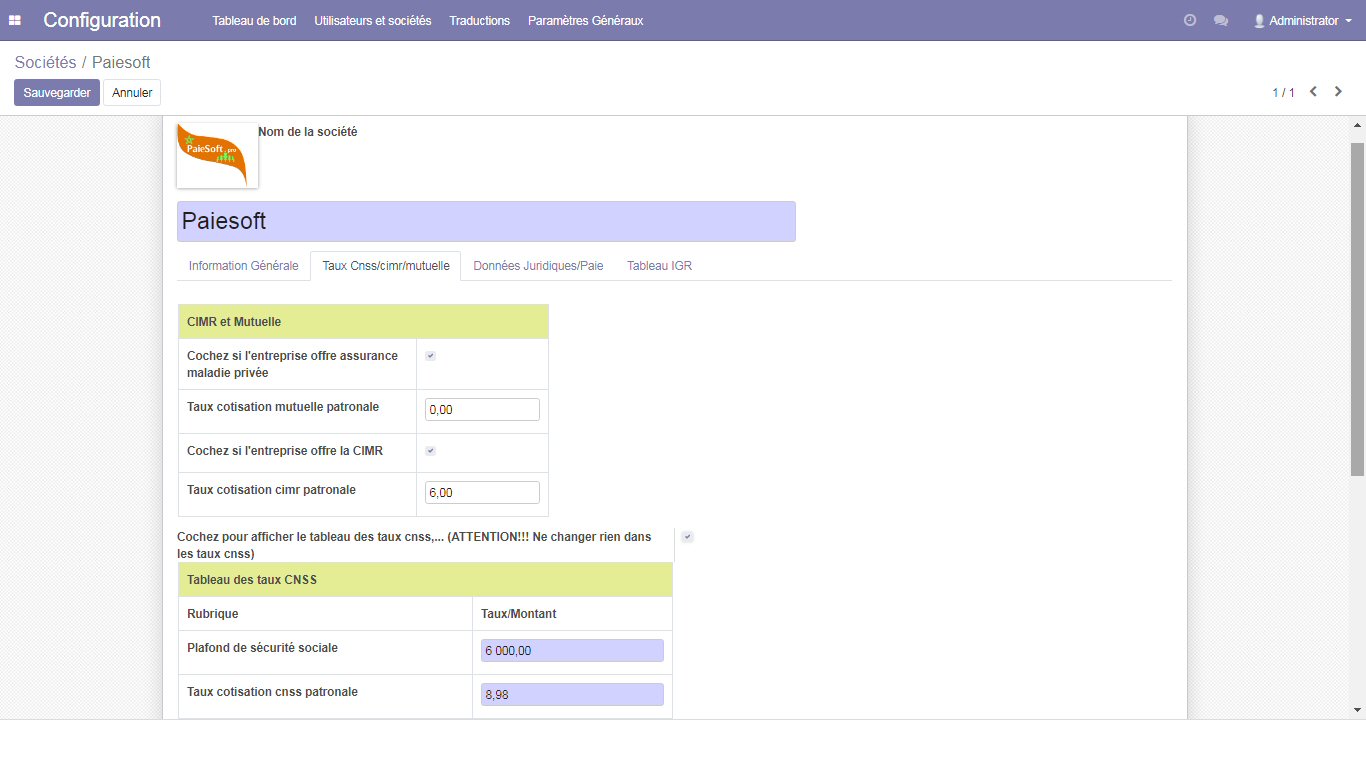 Configuration Tableau de bord Utilisateurs et sociétés Traductions Paramètres Généraux Administrator
Sociétés / Paiesoft
Sauvegarder Annuler 1 / 1
PaieSoft.pro
Nom de la société
Paiesoft
Information Générale Taux Cnss/cimr/mutuelle Données Juridiques/Paie Tableau IGR
CIMR et Mutuelle
Cochez si l'entreprise offre assurance
maladie privée
Taux cotisation mutuelle patronale 0,00
Cochez si l'entreprise offre la CIMR
Taux cotisation cimr patronale 6,00
Cochez pour afficher le tableau des taux cnss,... (ATTENTION!!! Ne changer rien dans
les taux cnss)
Tableau des taux CNSS
Rubrique Taux/Montant
Plafond de sécurité sociale 6 000,00
Taux cotisation cnss patronale 8,98